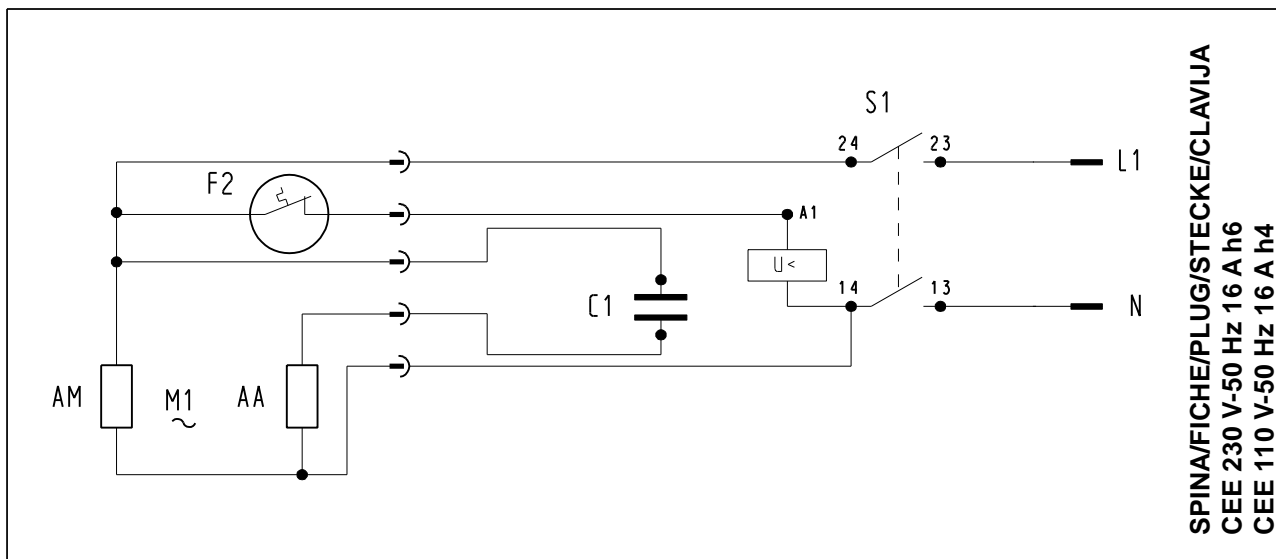 S1
24 23
L1
F2
A1
U<
14 13
N
C1
AM M1 AA
~
SPINA/FICHE/PLUG/STECKE/CLAVIJA
CEE 230 V-50 Hz 16 A h6
CEE 110 V-50 Hz 16 A h4